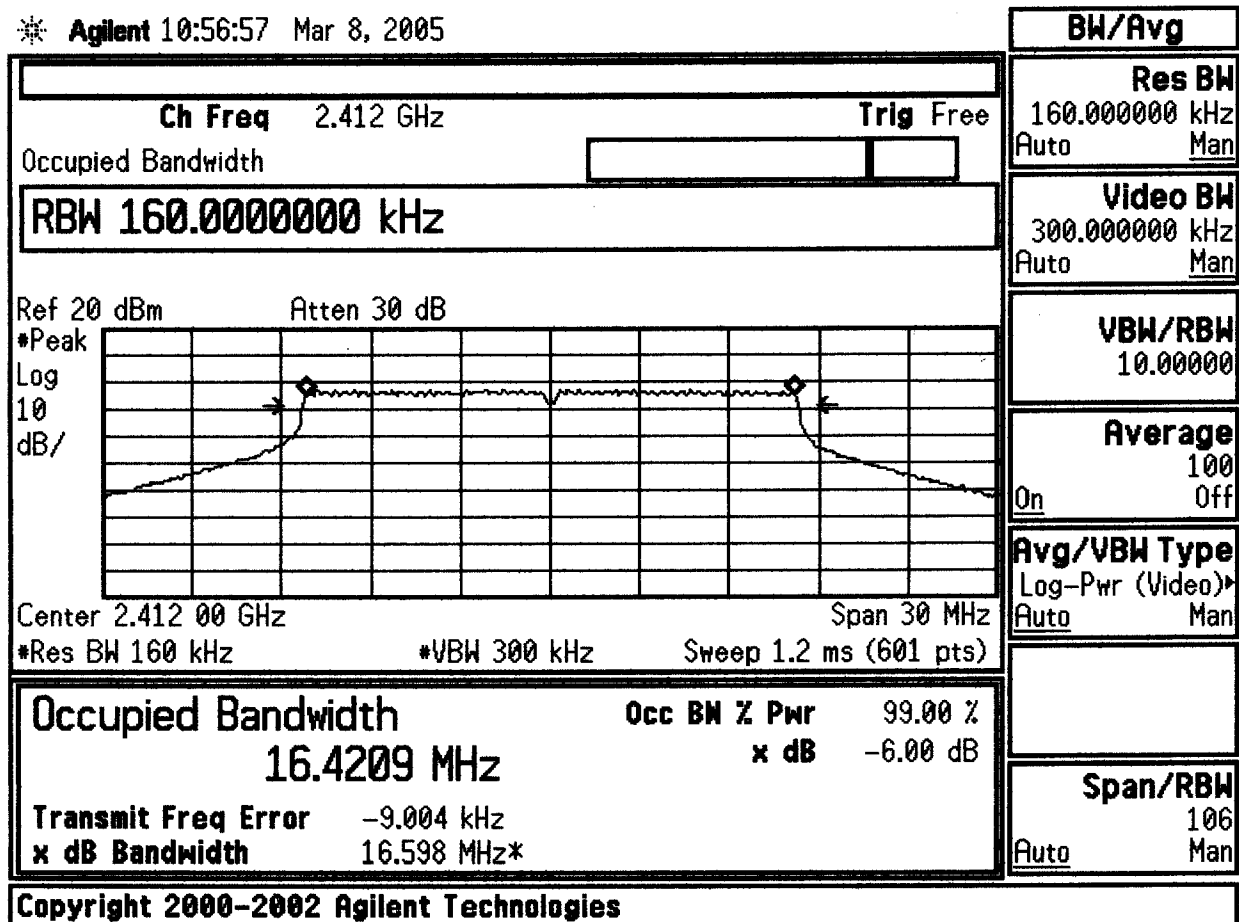 Agilent 10:56:57 Mar 8, 2005
Ch Freq 2.412 GHz Trig Free
Occupied Bandwidth
RBW 160.0000000 kHz
Ref 20 dBm Atten 30 dB
#Peak
Log
10
dB/
Center 2.412 00 GHz Span 30 MHz
#Res BW 160 kHz #VBW 300 kHz Sweep 1.2 ms (601 pts)
Occupied Bandwidth
16.4209 MHz
Occ BW % Pwr 99.00 %
x dB -6.00 dB
Transmit Freq Error -9.004 kHz
x dB Bandwidth 16.598 MHz*
Copyright 2000-2002 Agilent Technologies
BW/Avg
Res BW
160.000000 kHz
Auto Man
Video BW
300.000000 kHz
Auto Man
VBW/RBW
10.00000
Average
100
On Off
Avg/VBW Type
Log-Pwr (Video)▸
Auto Man
Span/RBW
106
Auto Man